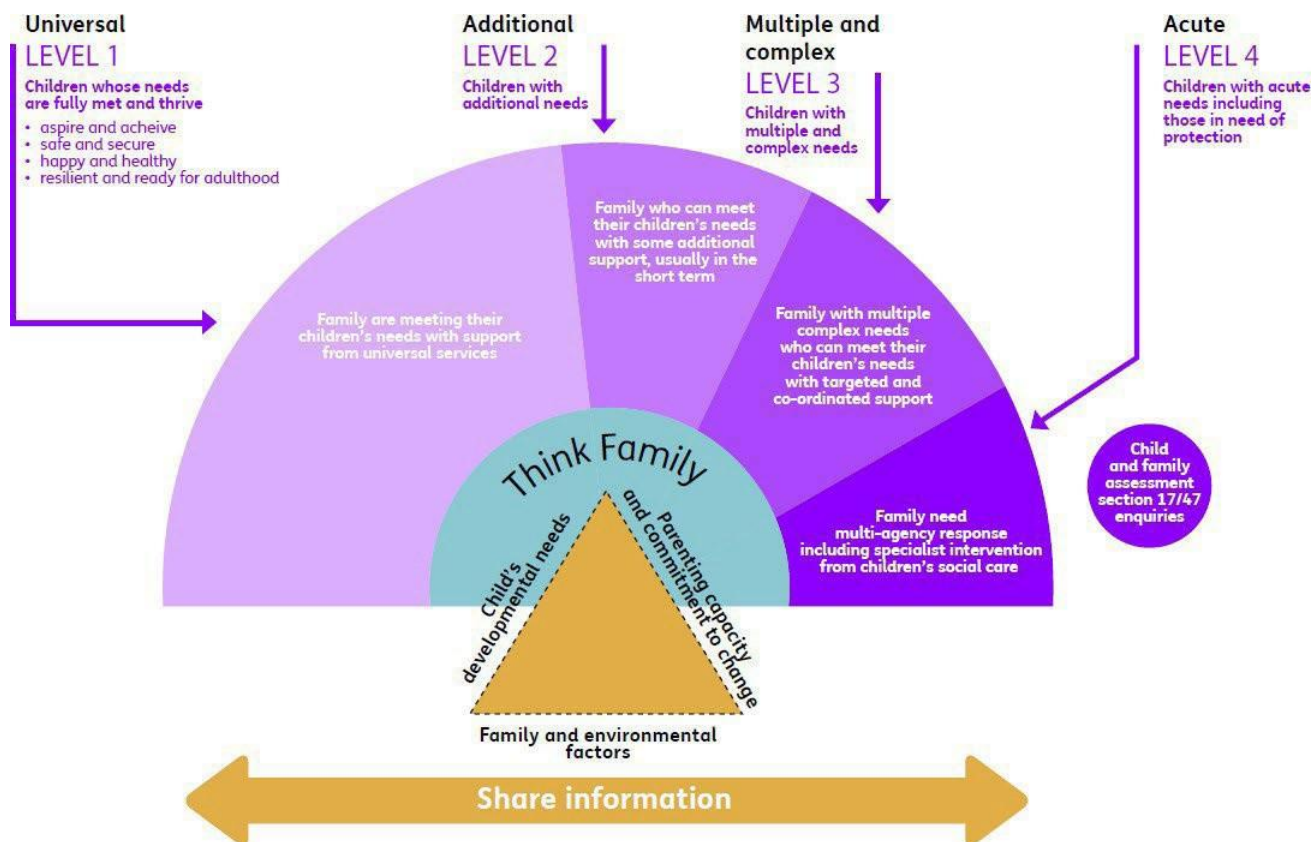 Universal
LEVEL 1
Children whose needs
are fully met and thrive
• aspire and acheive
• safe and secure
• happy and healthy
• resilient and ready for adulthood
Additional
LEVEL 2
Children with
additional needs
Multiple and
complex
LEVEL 3
Children with
multiple and
complex needs
Acute
LEVEL 4
Children with acute
needs including
those in need of
protection
Family are meeting their
children's needs with support
from universal services
Family who can meet
their children's needs
with some additional
support, usually in the
short term
Family with multiple
complex needs
who can meet their
children's needs
with targeted and
co-ordinated support
Family need
multi-agency response
including specialist intervention
from children's social care
Child
and family
assessment
section 17/47
enquiries
Think Family
Child's
developmental needs
Parenting capacity
and commitment to change
Family and environmental
factors
Share information